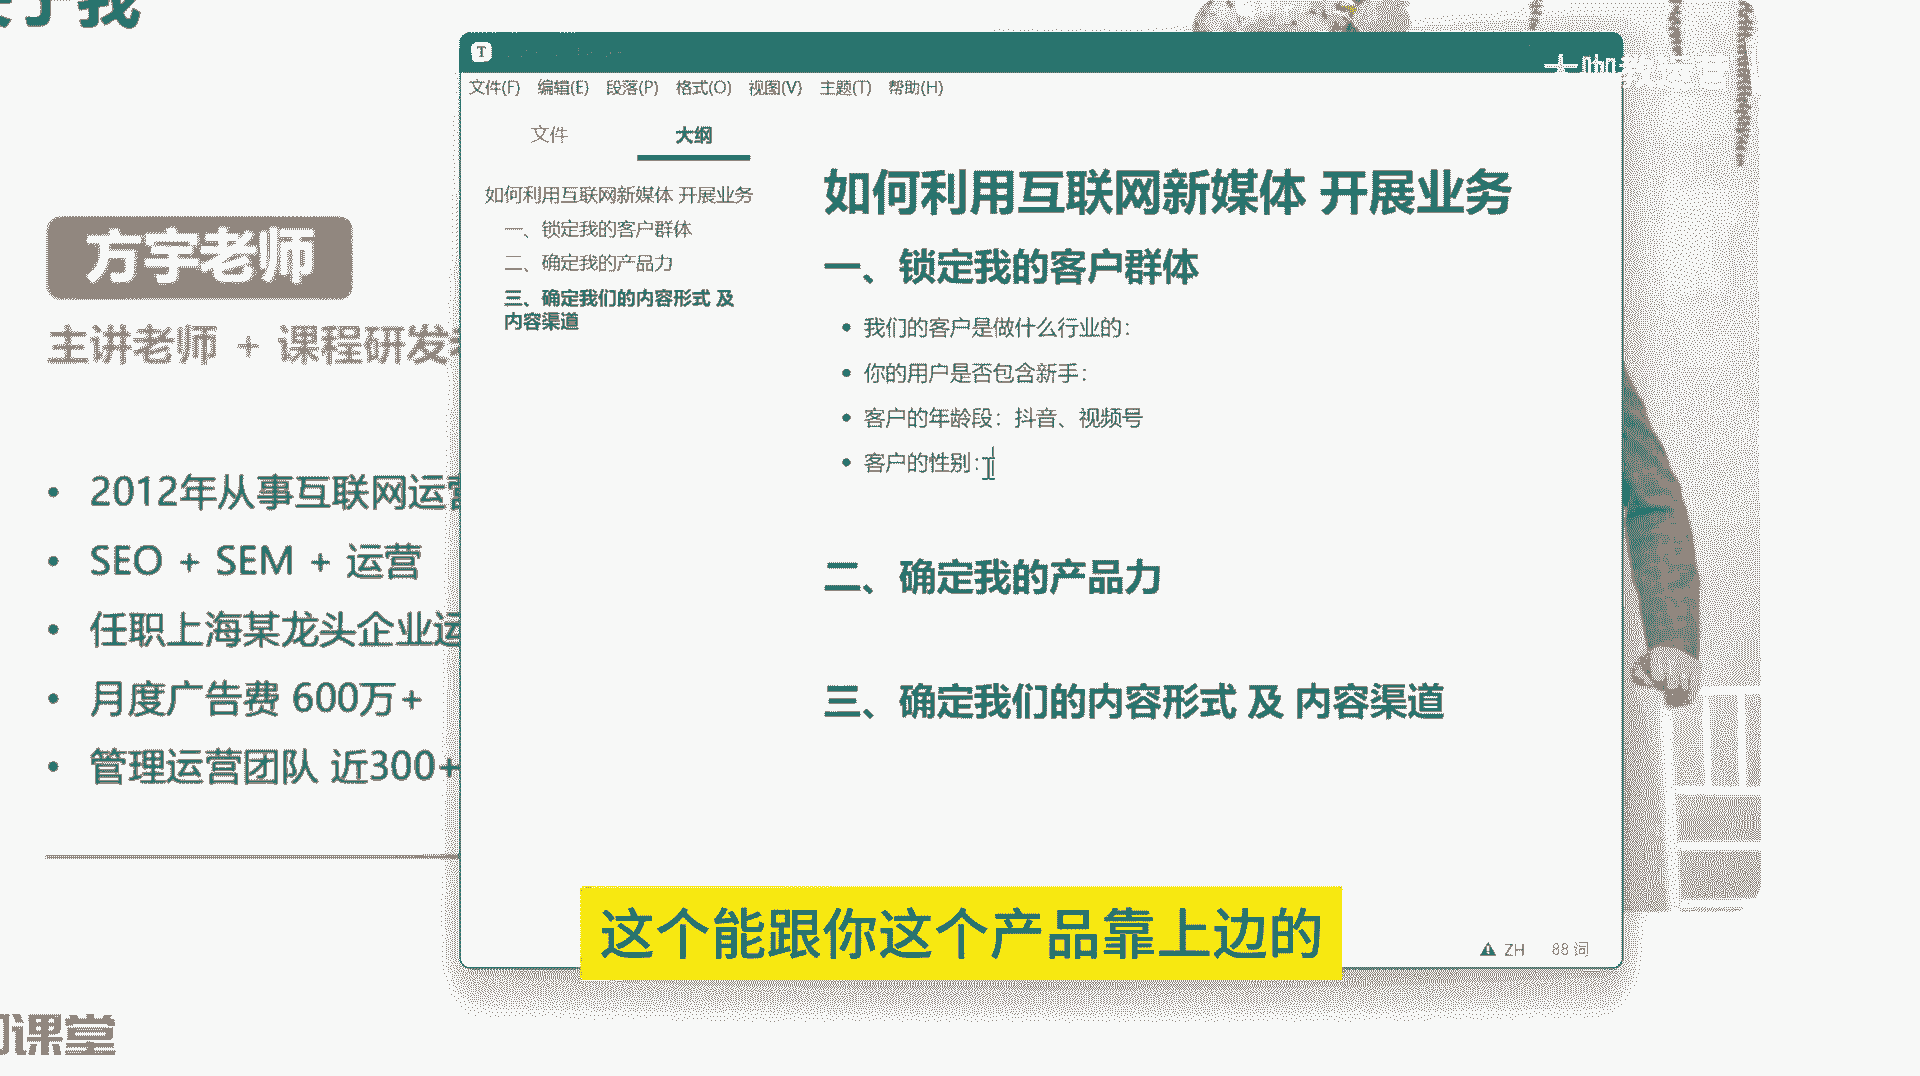 于我
方宇老师
主讲老师 + 课程研发
2012年从事互联网运营
SEO + SEM + 运营
任职上海某龙头企业运
月度广告费 600万+
管理运营团队 近300+
课堂
T
文件(F) 编辑(E) 段落(P) 格式(O) 视图(V) 主题(T) 帮助(H)
文件 大纲
如何利用互联网新媒体 开展业务
一、锁定我的客户群体
二、确定我的产品力
三、确定我们的内容形式 及
内容渠道
如何利用互联网新媒体 开展业务
一、锁定我的客户群体
我们的客户是做什么行业的:
你的用户是否包含新手:
客户的年龄段: 抖音、视频号
客户的性别:
二、确定我的产品力
三、确定我们的内容形式 及 内容渠道
ZH 88 词
这个能跟你这个产品靠上边的